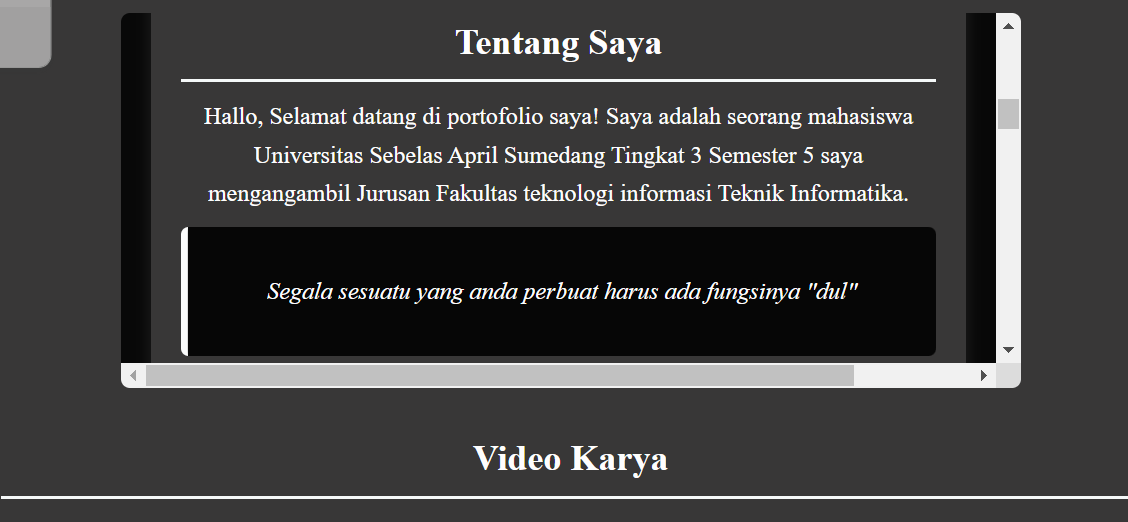 Tentang Saya
Hallo, Selamat datang di portofolio saya! Saya adalah seorang mahasiswa
Universitas Sebelas April Sumedang Tingkat 3 Semester 5 saya
mengangambil Jurusan Fakultas teknologi informasi Teknik Informatika.
Segala sesuatu yang anda perbuat harus ada fungsinya "dul"
Video Karya